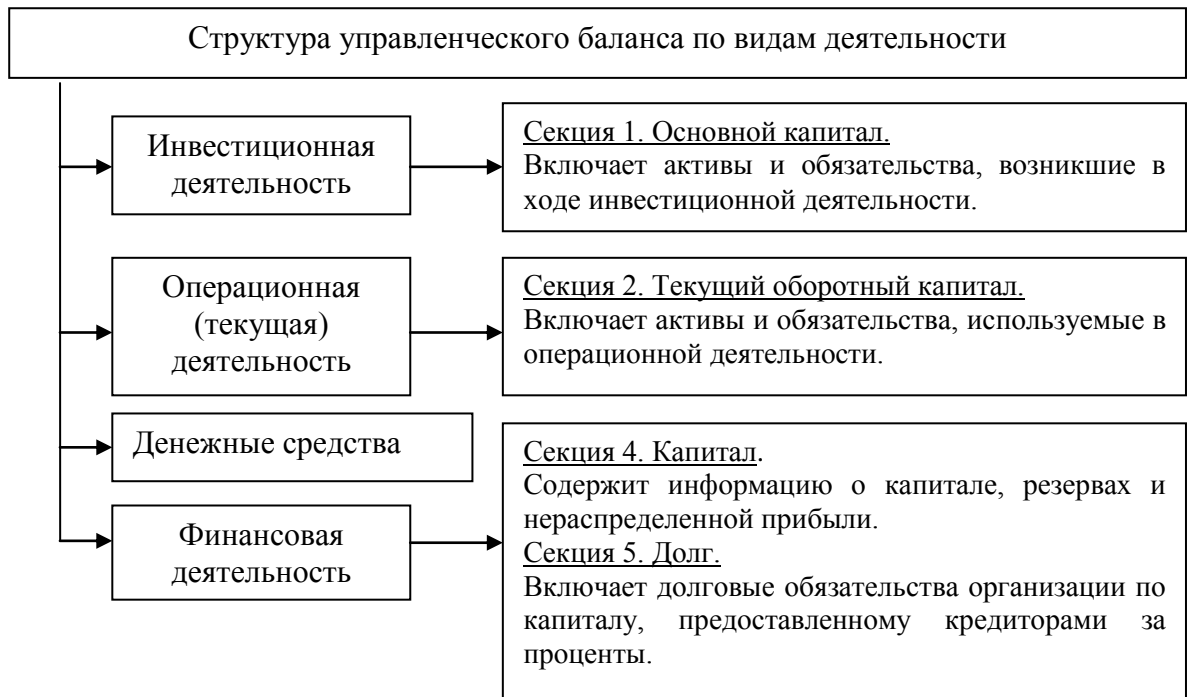 Структура управленческого баланса по видам деятельности
Инвестиционная
деятельность
Секция 1. Основной капитал.
Включает активы и обязательства, возникшие в
ходе инвестиционной деятельности.
Операционная
(текущая)
деятельность
Секция 2. Текущий оборотный капитал.
Включает активы и обязательства, используемые в
операционной деятельности.
Денежные средства
Финансовая
деятельность
Секция 4. Капитал.
Содержит информацию о капитале, резервах и
нераспределенной прибыли.
Секция 5. Долг.
Включает долговые обязательства организации по
капиталу, предоставленному кредиторами за
проценты.